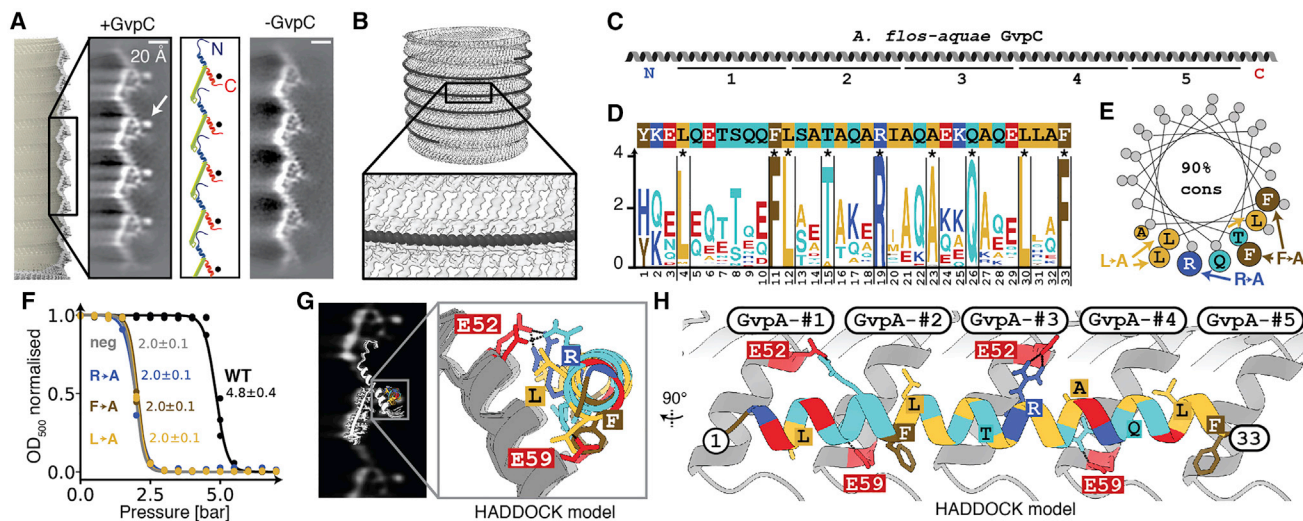 A
+GvpC
-GvpC
20 Å
N
C
B
C
A. flos-aquae GvpC
N
1
2
3
4
5
C
D
YKELQETSQQFLSATAQARIAQAEKQAQELLAF
4
2
0
1 2 3 4 5 6 7 8 9 10 11 12 13 14 15 16 17 18 19 20 21 22 23 24 25 26 27 28 29 30 31 32 33
E
90%
cons
A
L
L
R
Q
T
F
L
F
L→A
R→A
F→A
F
OD500 normalised
1.0
0.5
0.0
neg
2.0±0.1
R→A
2.0±0.1
F→A
2.0±0.1
L→A
2.0±0.1
WT
4.8±0.4
0.0
2.5
5.0
Pressure [bar]
G
E52
R
L
F
E59
HADDOCK model
H
90°
GvpA-#1
GvpA-#2
GvpA-#3
GvpA-#4
GvpA-#5
E52
E52
1
L
F
L
T
R
A
Q
L
F
33
E59
E59
HADDOCK model